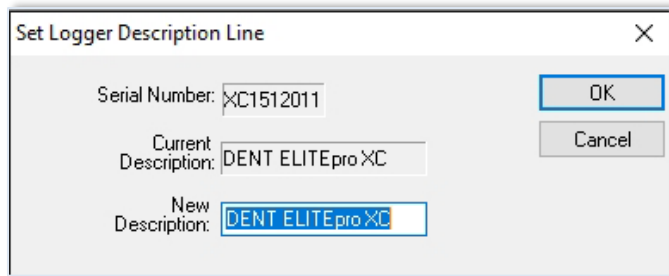 Set Logger Description Line
Serial Number: XC1512011
OK
Current
Description: DENT ELITEpro XC
Cancel
New
Description: DENT ELITEpro XC